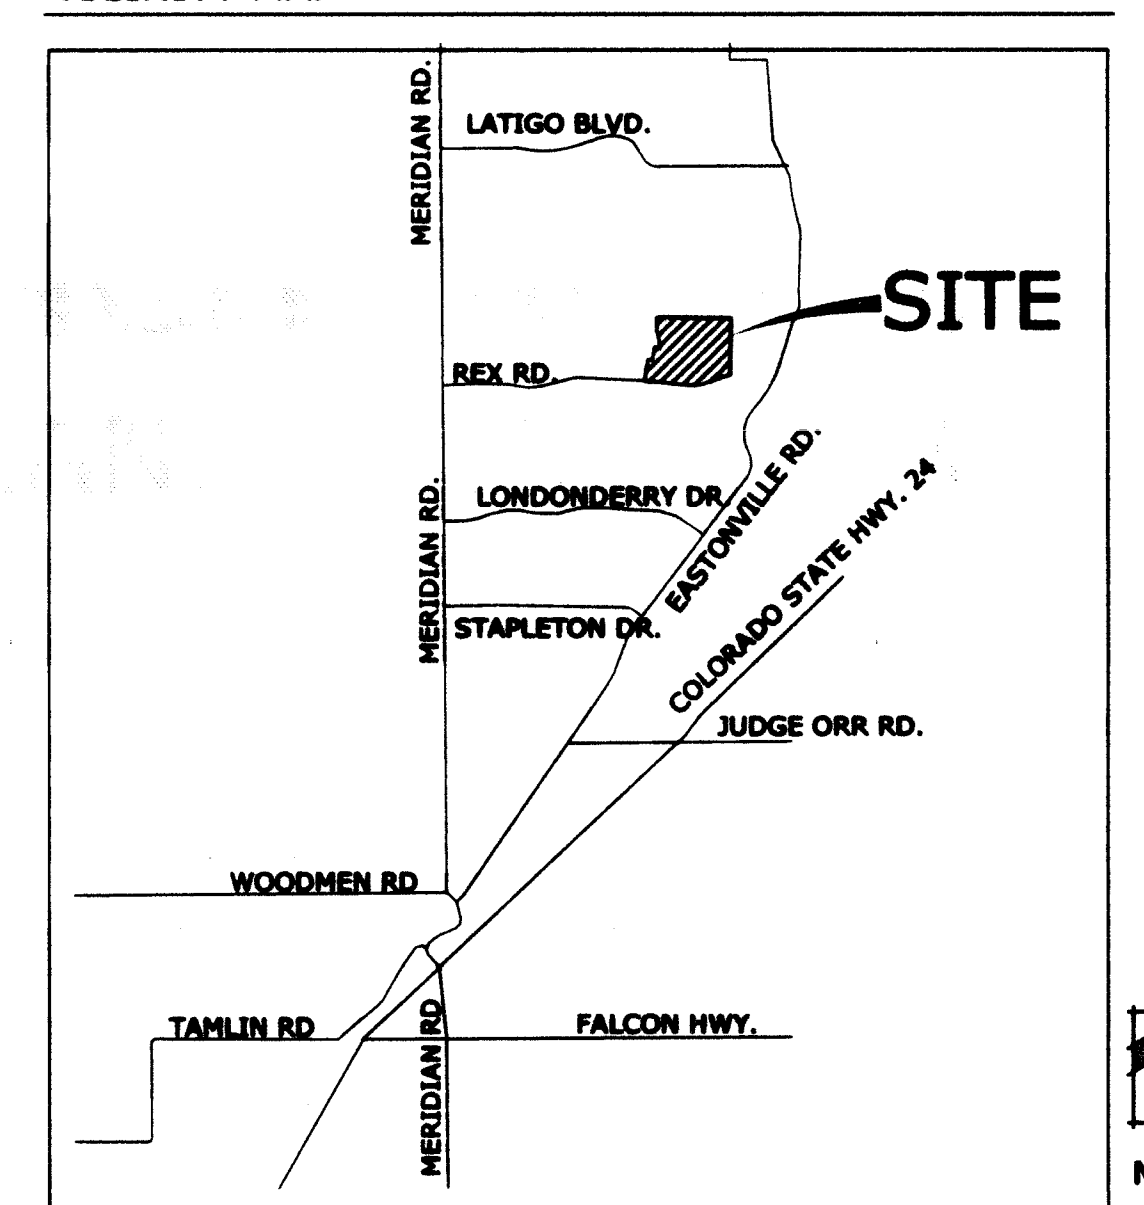 MERIDIAN RD.
LATIGO BLVD.
SITE
REX RD.
MERIDIAN RD.
LONDONDERRY DR.
EASTONVILLE RD.
COLORADO STATE HWY. 24
STAPLETON DR.
JUDGE ORR RD.
WOODMEN RD
TAMLIN RD
MERIDIAN RD
FALCON HWY.